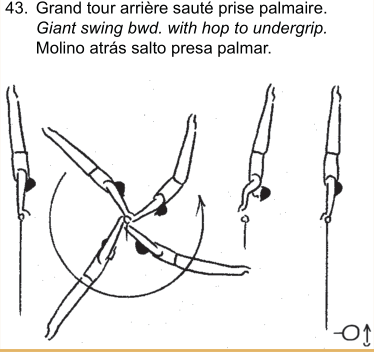 43. Grand tour arrière sauté prise palmaire.
Giant swing bwd. with hop to undergrip.
Molino atrás salto presa palmar.